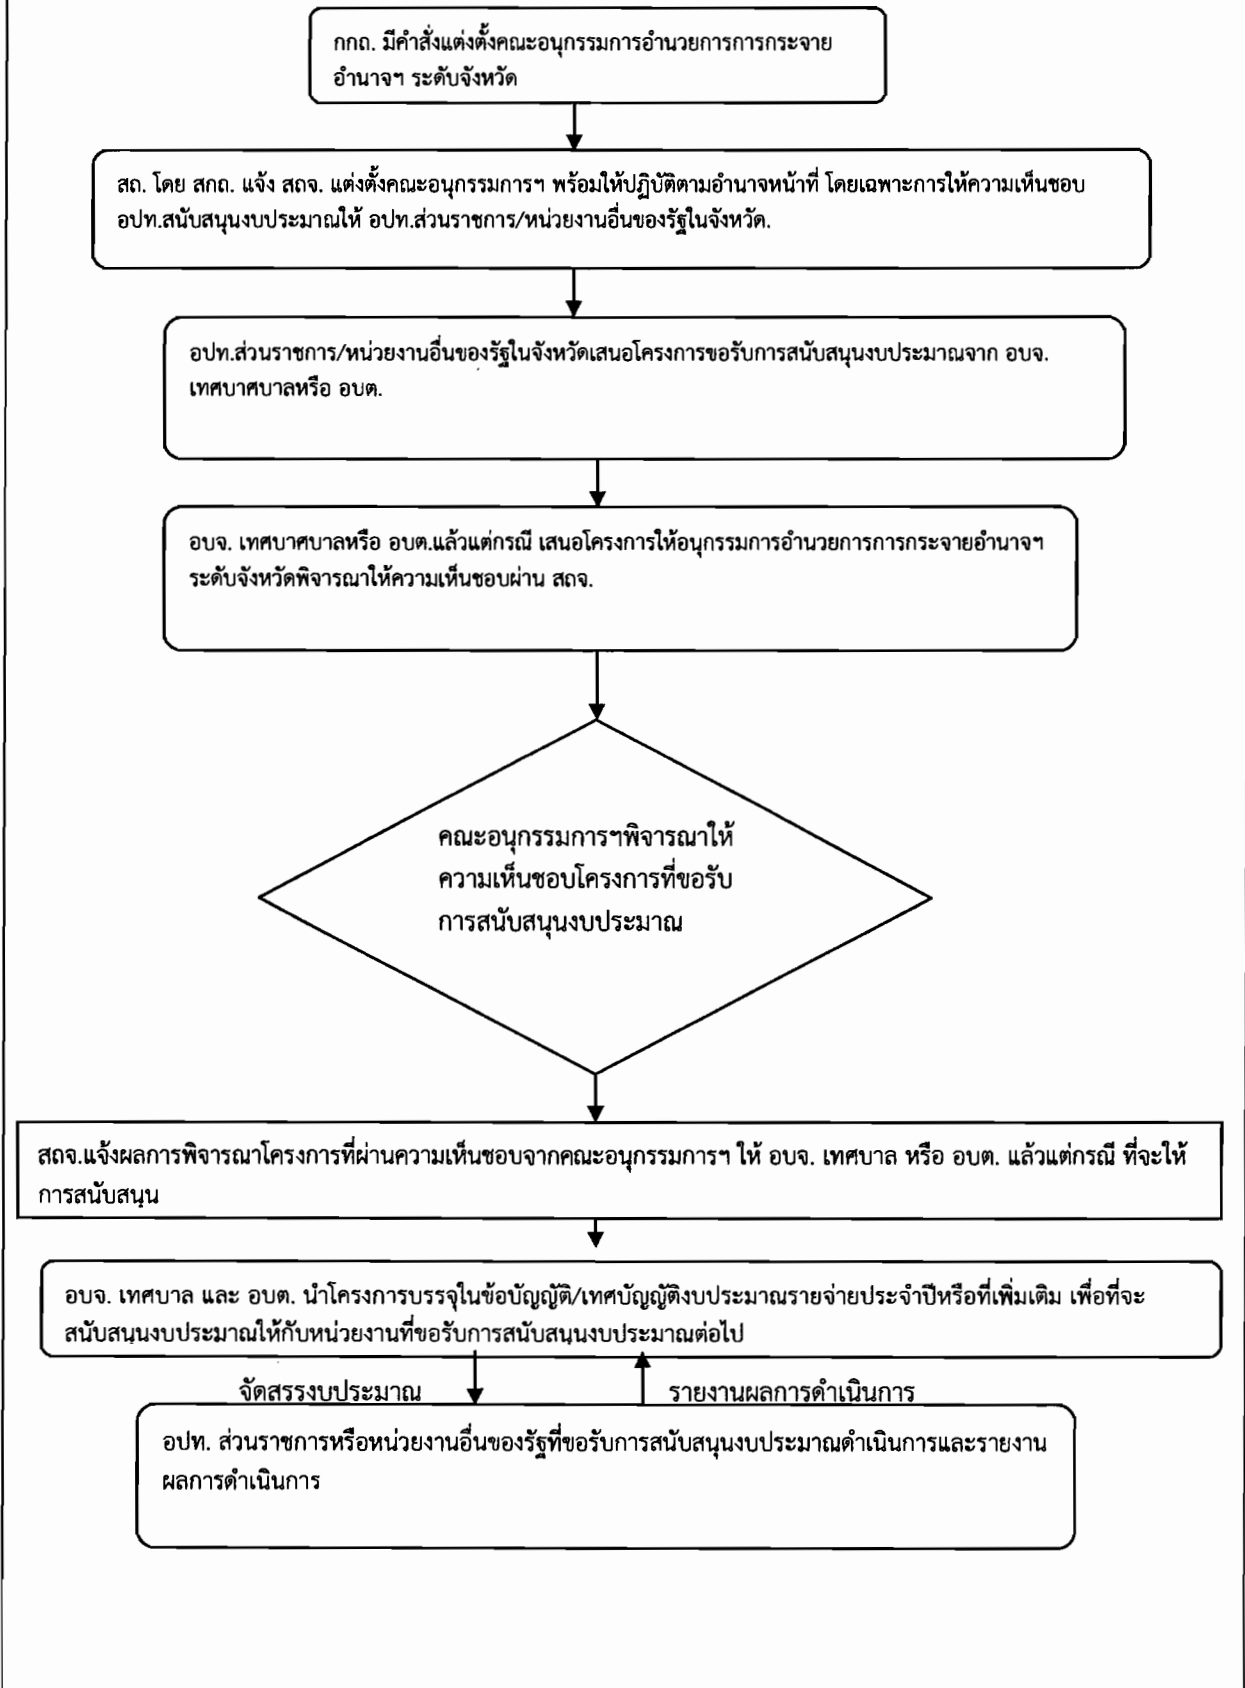 กกถ. มีคำสั่งแต่งตั้งคณะอนุกรรมการอำนวยการการกระจาย
อำนาจฯ ระดับจังหวัด
สถ. โดย สกถ. แจ้ง สถจ. แต่งตั้งคณะอนุกรรมการฯ พร้อมให้ปฏิบัติตามอำนาจหน้าที่ โดยเฉพาะการให้ความเห็นชอบ
อปท.สนับสนุนงบประมาณให้ อปท.ส่วนราชการ/หน่วยงานอื่นของรัฐในจังหวัด.
อปท.ส่วนราชการ/หน่วยงานอื่นของรัฐในจังหวัดเสนอโครงการขอรับการสนับสนุนงบประมาณจาก อบจ.
เทศบาศบาลหรือ อบต.
อบจ. เทศบาศบาลหรือ อบต.แล้วแต่กรณี เสนอโครงการให้อนุกรรมการอำนวยการการกระจายอำนาจฯ
ระดับจังหวัดพิจารณาให้ความเห็นชอบผ่าน สถจ.
คณะอนุกรรมการฯพิจารณาให้
ความเห็นชอบโครงการที่ขอรับ
การสนับสนุนงบประมาณ
สถจ.แจ้งผลการพิจารณาโครงการที่ผ่านความเห็นชอบจากคณะอนุกรรมการฯ ให้ อบจ. เทศบาล หรือ อบต. แล้วแต่กรณี ที่จะให้
การสนับสนุน
อบจ. เทศบาล และ อบต. นำโครงการบรรจุในข้อบัญญัติ/เทศบัญญัติงบประมาณรายจ่ายประจำปีหรือที่เพิ่มเติม เพื่อที่จะ
สนับสนุนงบประมาณให้กับหน่วยงานที่ขอรับการสนับสนุนงบประมาณต่อไป
จัดสรรงบประมาณ รายงานผลการดำเนินการ
อปท. ส่วนราชการหรือหน่วยงานอื่นของรัฐที่ขอรับการสนับสนุนงบประมาณดำเนินการและรายงาน
ผลการดำเนินการ